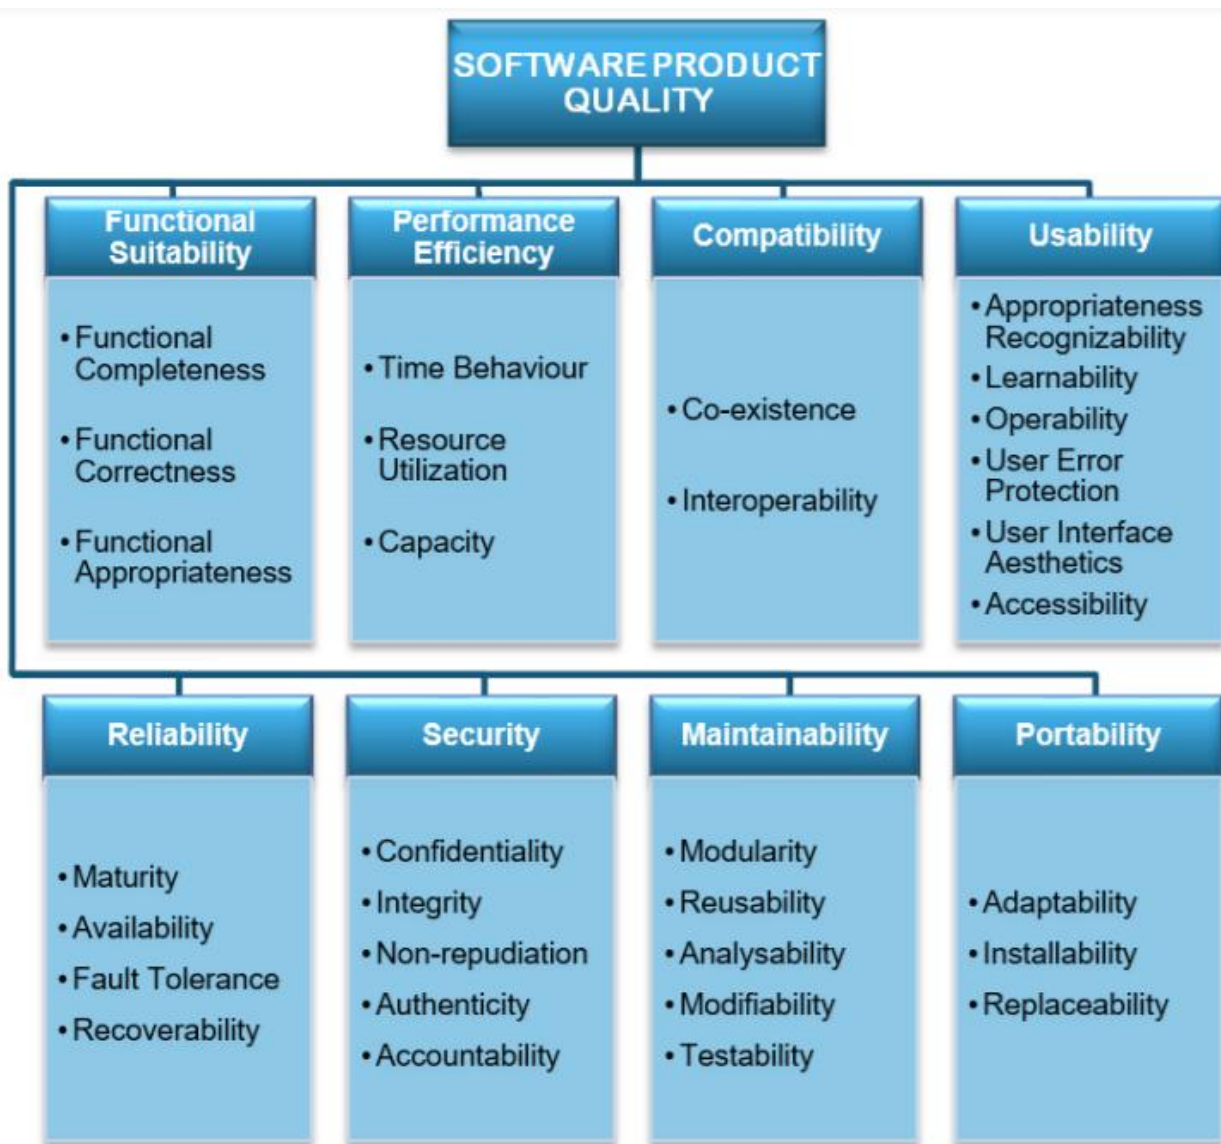 SOFTWARE PRODUCT
QUALITY
Functional
Suitability
• Functional
Completeness
• Functional
Correctness
• Functional
Appropriateness
Performance
Efficiency
• Time Behaviour
• Resource
Utilization
• Capacity
Compatibility
• Co-existence
• Interoperability
Usability
• Appropriateness
Recognizability
• Learnability
• Operability
• User Error
Protection
• User Interface
Aesthetics
• Accessibility
Reliability
• Maturity
• Availability
• Fault Tolerance
• Recoverability
Security
• Confidentiality
• Integrity
• Non-repudiation
• Authenticity
• Accountability
Maintainability
• Modularity
• Reusability
• Analysability
• Modifiability
• Testability
Portability
• Adaptability
• Installability
• Replaceability